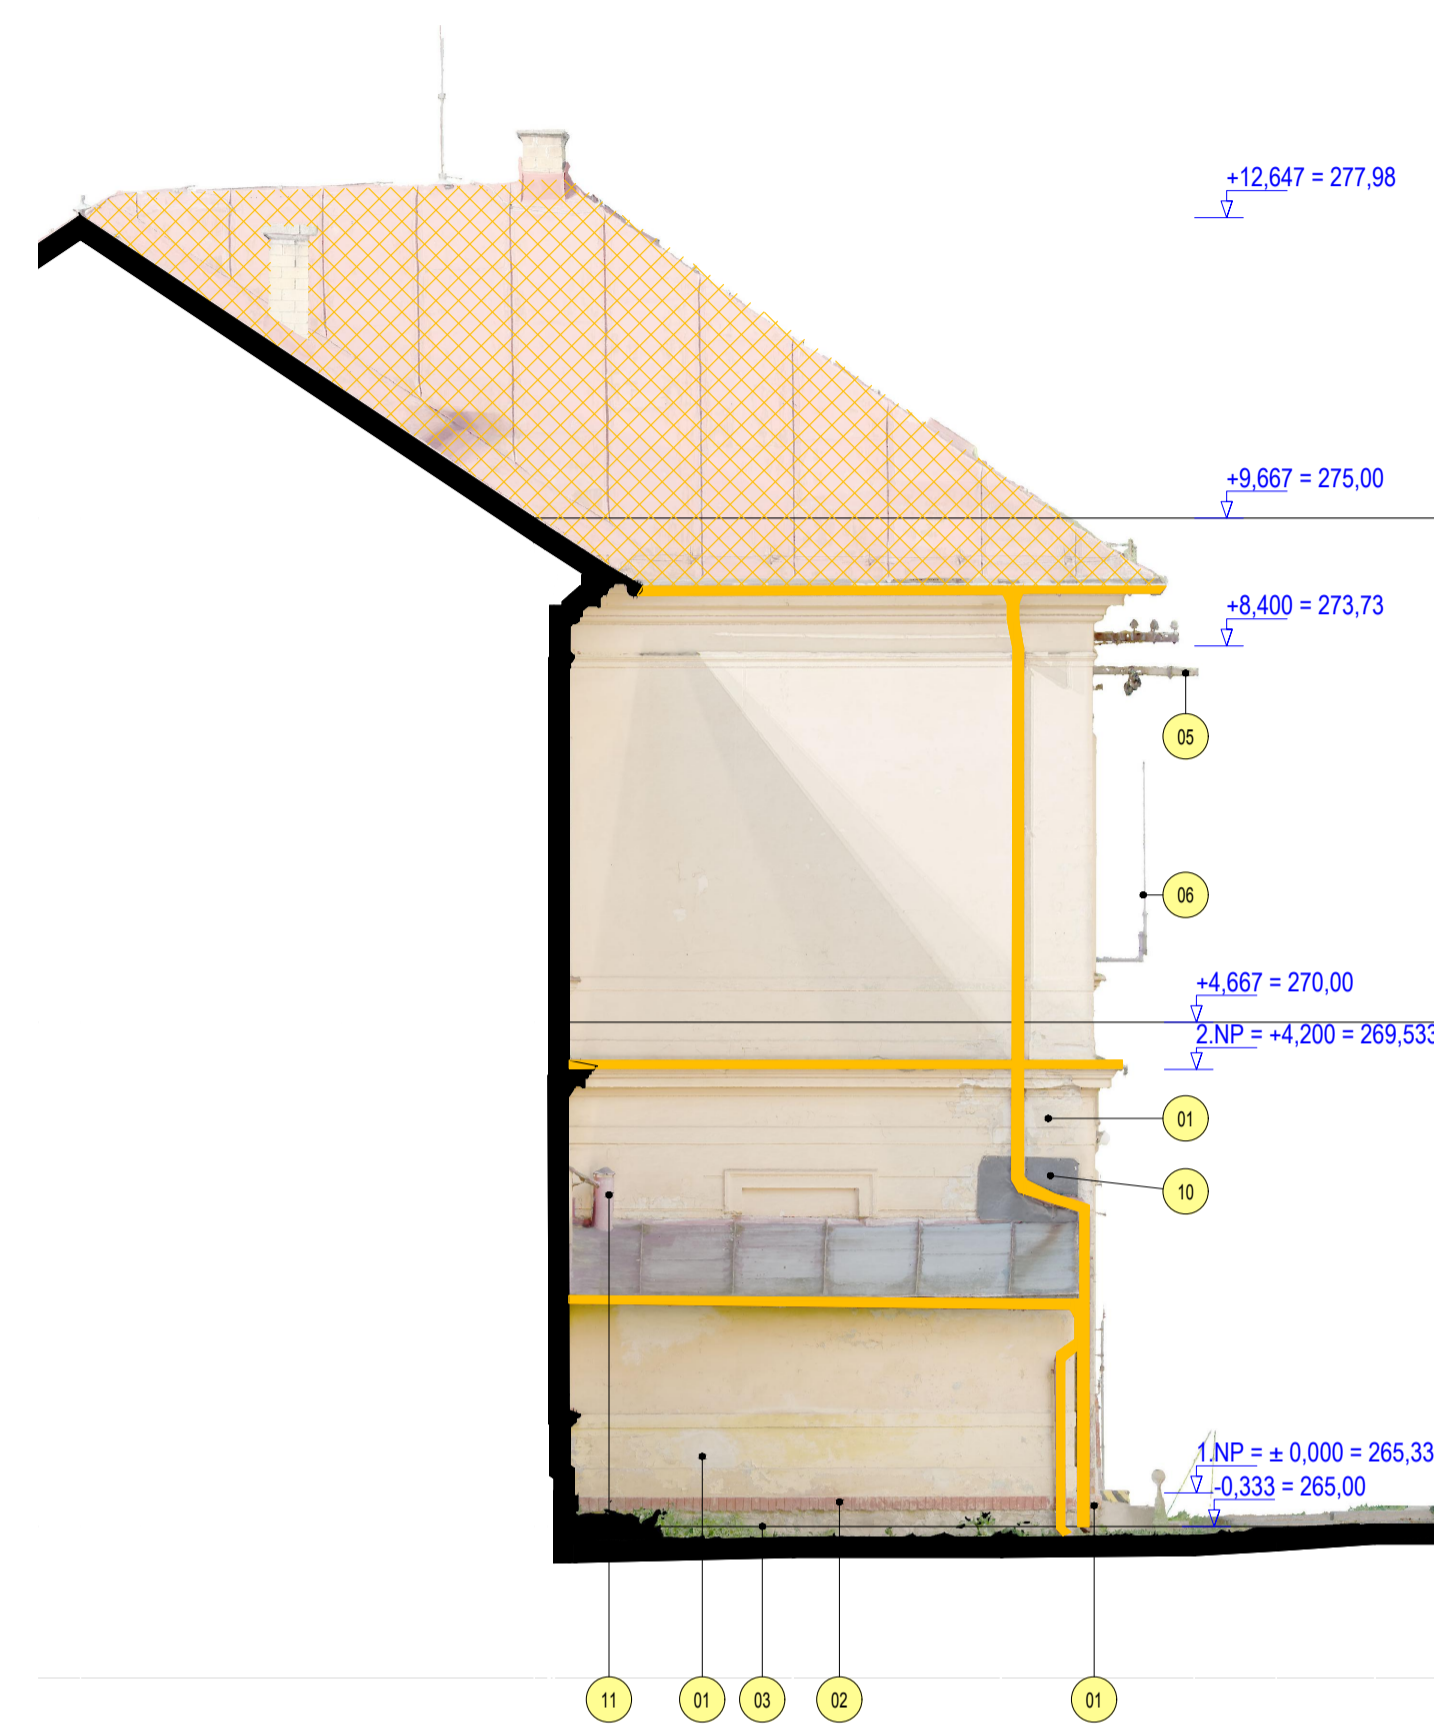 +12,647 = 277,98
+9,667 = 275,00
+8,400 = 273,73
05
06
+4,667 = 270,00
2.NP = +4,200 = 269,533
01
10
1.NP = ± 0,000 = 265,33
-0,333 = 265,00
11
01
03
02
01